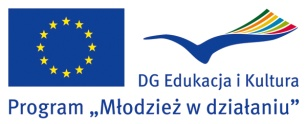 DG Edukacja i Kultura
Program „Młodzież w działaniu”